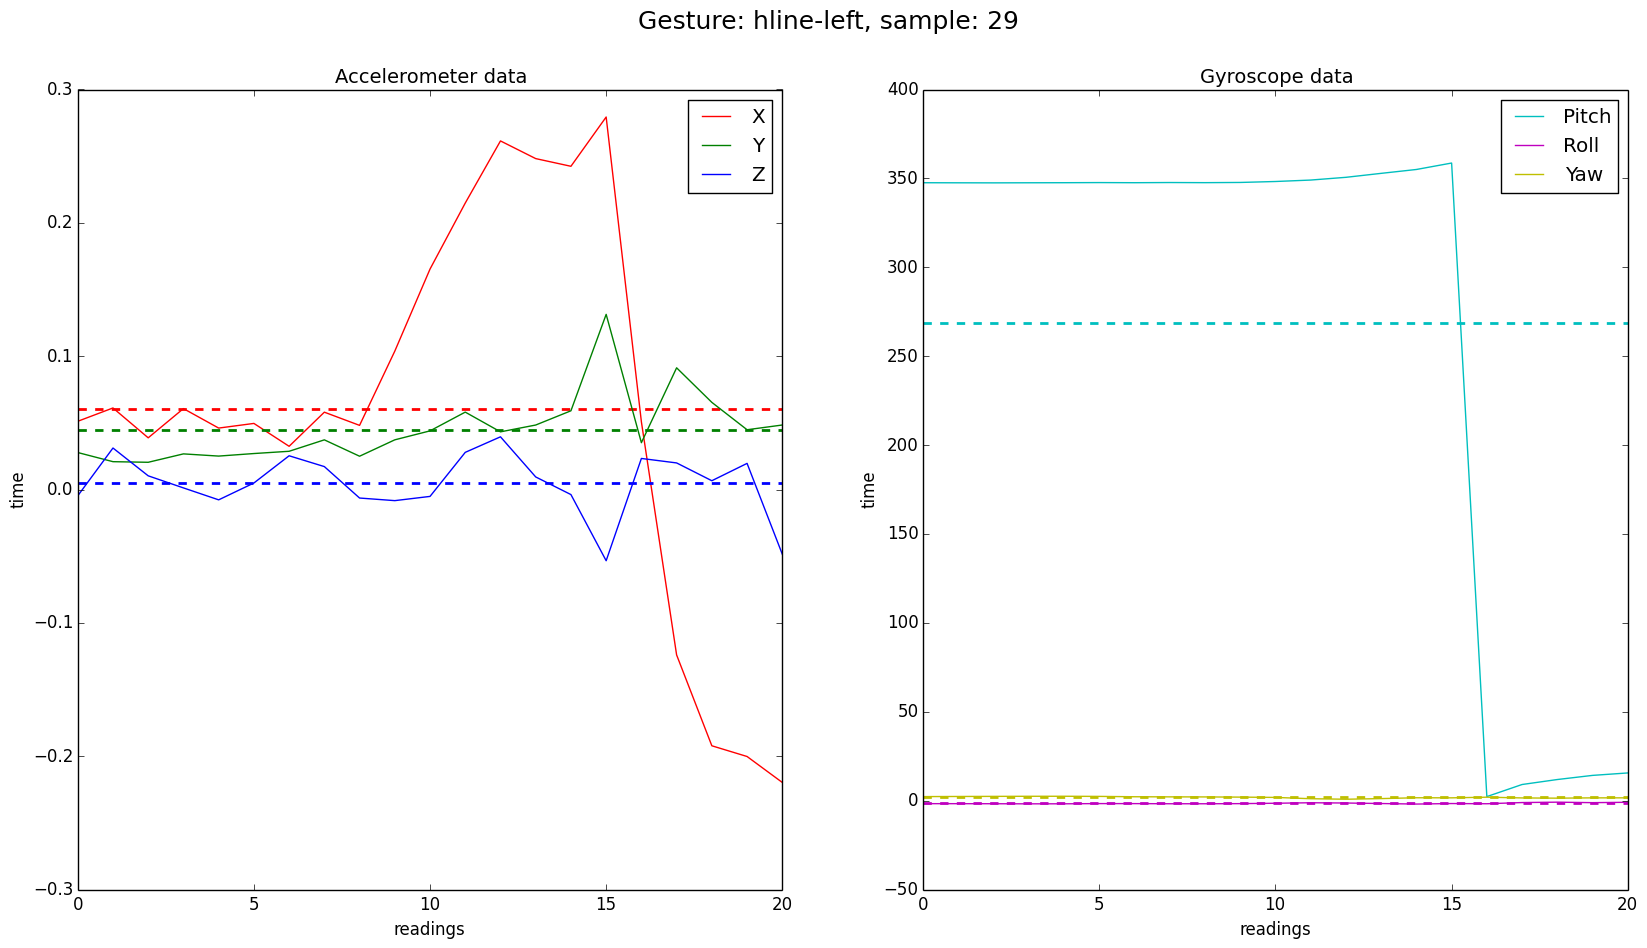 Gesture: hline-left, sample: 29
Accelerometer data
0.3
0.2
0.1
0.0
−0.1
−0.2
−0.3
time
X
Y
Z
0
5
10
15
20
readings
Gyroscope data
400
350
300
250
200
150
100
50
0
−50
time
Pitch
Roll
Yaw
0
5
10
15
20
readings